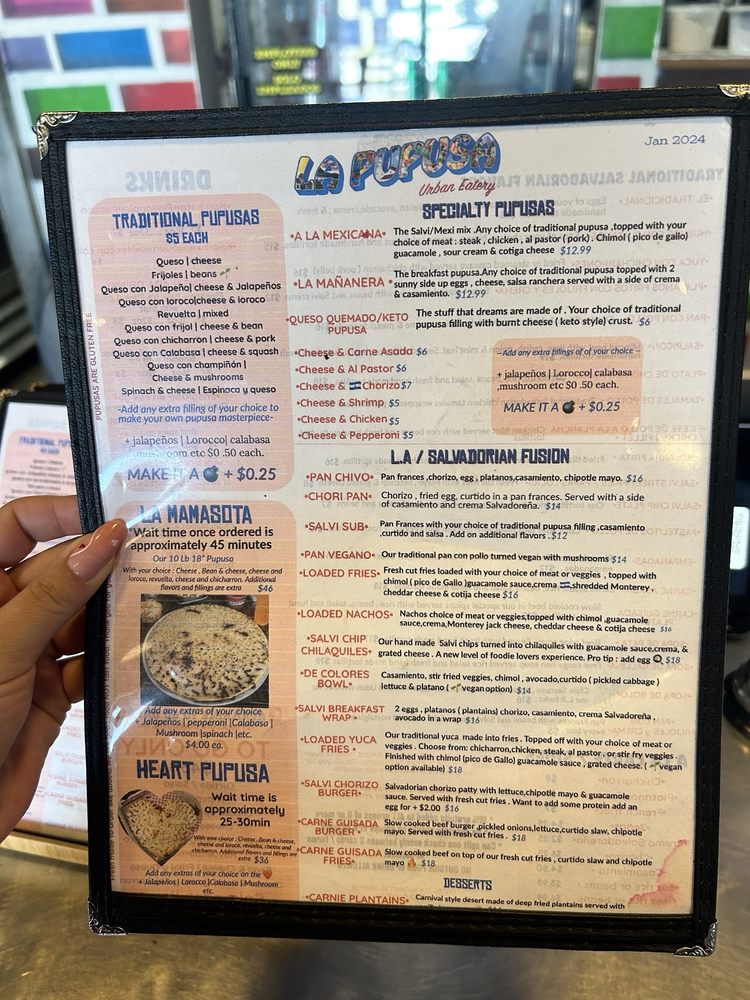 EMPLOYEES
ONLY
Jan 2024
LA PUPUSA
Urban Eatery
TRADITIONAL PUPUSAS
$5 EACH
Queso | cheese
Frijoles | beans
Queso con Jalapeño| cheese & Jalapeños
Queso con loroco|cheese & loroco
Revuelta | mixed
Queso con frijol | cheese & bean
Queso con chicharron | cheese & pork
Queso con Calabasa | cheese & squash
Queso con champiñón |
Cheese & mushrooms
Spinach & cheese | Espinaca y queso
-Add any extra filling of your choice to
make your own pupusa masterpiece-
+ jalapeños | Lorocco| calabasa
.mushroom etc $0 .50 each.
MAKE IT A 💣 + $0.25
PUPUSAS ARE GLUTEN FREE
LA MAMASOTA
*Wait time once ordered is
approximately 45 minutes
Our 10 Lb 18" Pupusa
With your choice : Cheese , Bean & cheese, cheese and
loroco, revuelta, cheese and chicharron. Additional
flavors and fillings are extra $46
Add any extras of your choice
+ Jalapeños | pepperoni |Calabasa |
Mushroom |spinach |etc.
$4.00 ea.
HEART PUPUSA
Wait time is
approximately
25-30min
With your choice : Cheese , Bean & cheese,
cheese and loroco, revuelta, cheese and
chicharron. Additional flavors and fillings are
extra $36
Add any extras of your choice on the ❤️
+ Jalapeños | Lorocco |Calabasa | Mushroom
etc.
SPECIALTY PUPUSAS
•A LA MEXICANA• The Salvi/Mexi mix .Any choice of traditional pupusa ,topped with your
choice of meat : steak , chicken , al pastor ( pork) . Chimol ( pico de gallo)
guacamole , sour cream & cotiga cheese $12.99
•LA MAÑANERA • The breakfast pupusa.Any choice of traditional pupusa topped with 2
sunny side up eggs , cheese, salsa ranchera served with a side of crema
& casamiento. $12.99
•QUESO QUEMADO/KETO
PUPUSA
The stuff that dreams are made of . Your choice of traditional
pupusa filling with burnt cheese ( keto style) crust. $6
•Cheese & Carne Asada $6
•Cheese & Al Pastor $6
•Cheese & 🇸🇻Chorizo$7
•Cheese & Shrimp $5
•Cheese & Chicken $5
•Cheese & Pepperoni $5
-Add any extra fillings of of your choice -
+ jalapeños | Lorocco| calabasa
.mushroom etc $0 .50 each.
MAKE IT A 💣 + $0.25
L.A / SALVADORIAN FUSION
•PAN CHIVO• Pan frances ,chorizo, egg , platanos, casamiento, chipotle mayo. $16
•CHORI PAN• Chorizo , fried egg, curtido in a pan frances. Served with a side
of casamiento and crema Salvadoreña. $14
•SALVI SUB• Pan Frances with your choice of traditional pupusa filling ,casamiento
,curtido and salsa . Add on additional flavors .$12
•PAN VEGANO• Our traditional pan con pollo turned vegan with mushrooms $14
•LOADED FRIES• Fresh cut fries loaded with your choice of meat or veggies , topped with
chimol ( pico de Gallo )guacamole sauce,crema 🇸🇻,shredded Monterey ,
cheddar cheese & cotija cheese $16
•LOADED NACHOS• Nachos choice of meat or veggies,topped with chimol ,guacamole
sauce,crema,Monterey jack cheese, cheddar cheese & cotija cheese $16
•SALVI CHIP
CHILAQUILES•
Our hand made Salvi chips turned into chilaquiles with guacamole sauce,crema, &
grated cheese . A new level of foodie lovers experience. Pro tip : add egg 🍳 $18
•DE COLORES
BOWL•
Casamiento, stir fried veggies, chimol , avocado,curtido ( pickled cabbage )
lettuce & platano ( 🌱vegan option) $14
•SALVI BREAKFAST
WRAP •
2 eggs , platanos ( plantains) chorizo, casamiento, crema Salvadoreña ,
avocado in a wrap $16
•LOADED YUCA
FRIES •
Our traditional yuca made into fries . Topped off with your choice of meat or
veggies . Choose from: chicharron,chicken, steak, al pastor , or stir fry veggies .
Finished with chimol (pico de Gallo) guacamole sauce , grated cheese. ( 🌱vegan
option available) $18
•SALVI CHORIZO
BURGER•
Salvadorian chorizo patty with lettuce,chipotle mayo & guacamole
sauce. Served with fresh cut fries . Want to add some protein add an
egg for + $2.00 $16
•CARNE GUISADA
BURGER •
Slow cooked beef burger ,pickled onions,lettuce,curtido slaw, chipotle
mayo. Served with fresh cut fries . $18
•CARNE GUISADA
FRIES•
Slow cooked beef on top of our fresh cut fries , curtido slaw and chipotle
mayo 🔥 $18
DESSERTS
•CARNIE PLANTAINS• Carnival style desert made of deep fried plantains served with